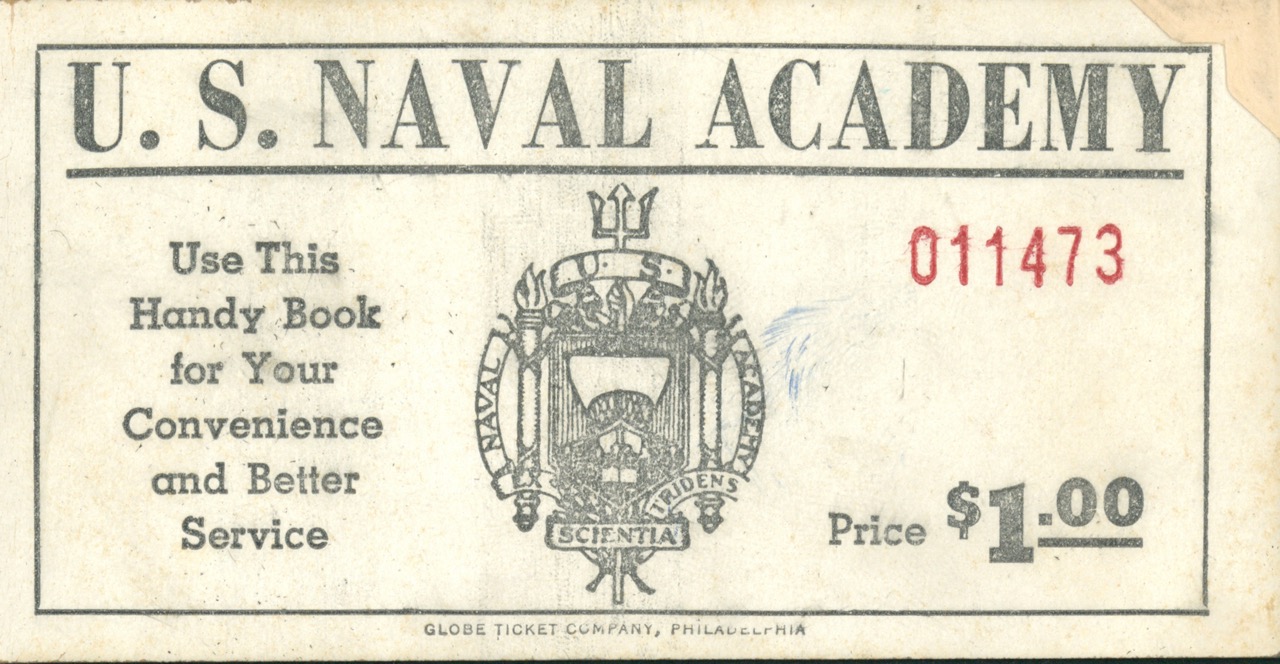 U. S. NAVAL ACADEMY
Use This
Handy Book
for Your
Convenience
and Better
Service
U. S.
NAVAL
ACADEMY
EX
TRIDENS
SCIENTIA
011473
Price $1.00
GLOBE TICKET COMPANY, PHILADELPHIA